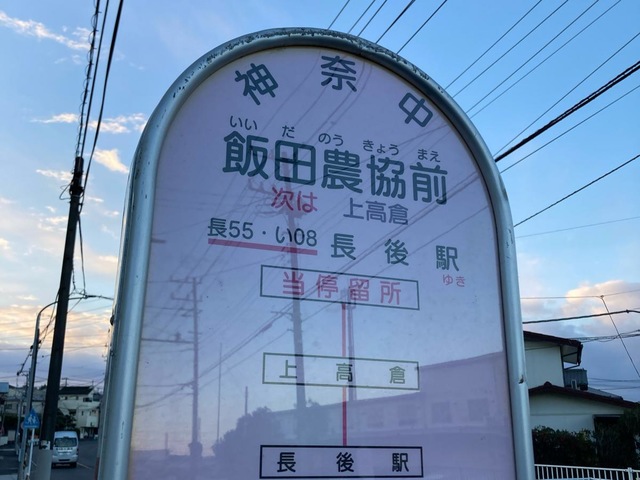 神奈中
いい だ のう きょう まえ
飯田農協前
次は 上高倉
長55・い08 長後駅
ゆき
当停留所
上高倉
長後駅